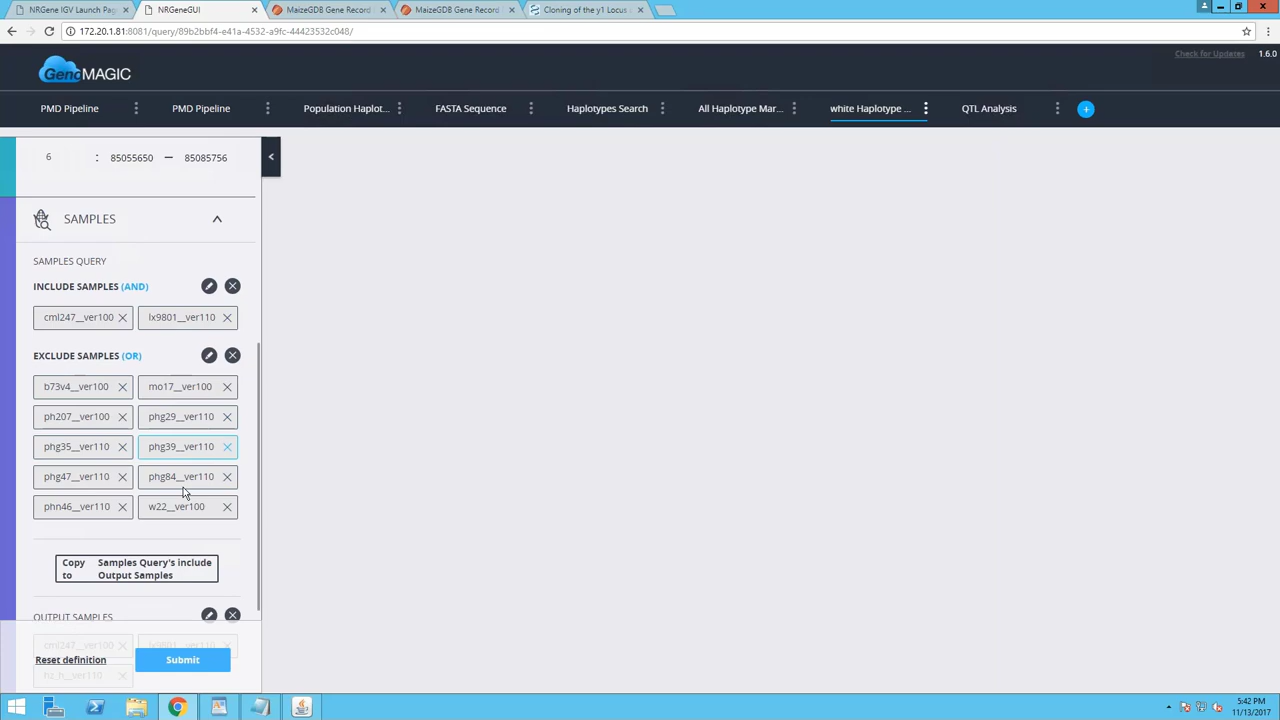 NRGene IGV Launch Page
NRGeneGUI
MaizeGDB Gene Record
MaizeGDB Gene Record
Cloning of the y1 Locus
172.20.1.81:8081/query/89b2bbf4-e41a-4532-a9fc-44423532c048/
GenoMAGIC
Check for Updates
1.6.0
PMD Pipeline
PMD Pipeline
Population Haplot...
FASTA Sequence
Haplotypes Search
All Haplotype Mar...
white Haplotype ...
QTL Analysis
6 : 85055650 — 85085756
SAMPLES
SAMPLES QUERY
INCLUDE SAMPLES (AND)
cml247__ver100 lx9801__ver110
EXCLUDE SAMPLES (OR)
b73v4__ver100 mo17__ver100
ph207__ver100 phg29__ver110
phg35__ver110 phg39__ver110
phg47__ver110 phg84__ver110
phn46__ver110 w22__ver100
Copy Samples Query's include
to Output Samples
OUTPUT SAMPLES
cml247__ver100 lx9801__ver110
Reset definition Submit
hz_h__ver110
5:42 PM
11/13/2017